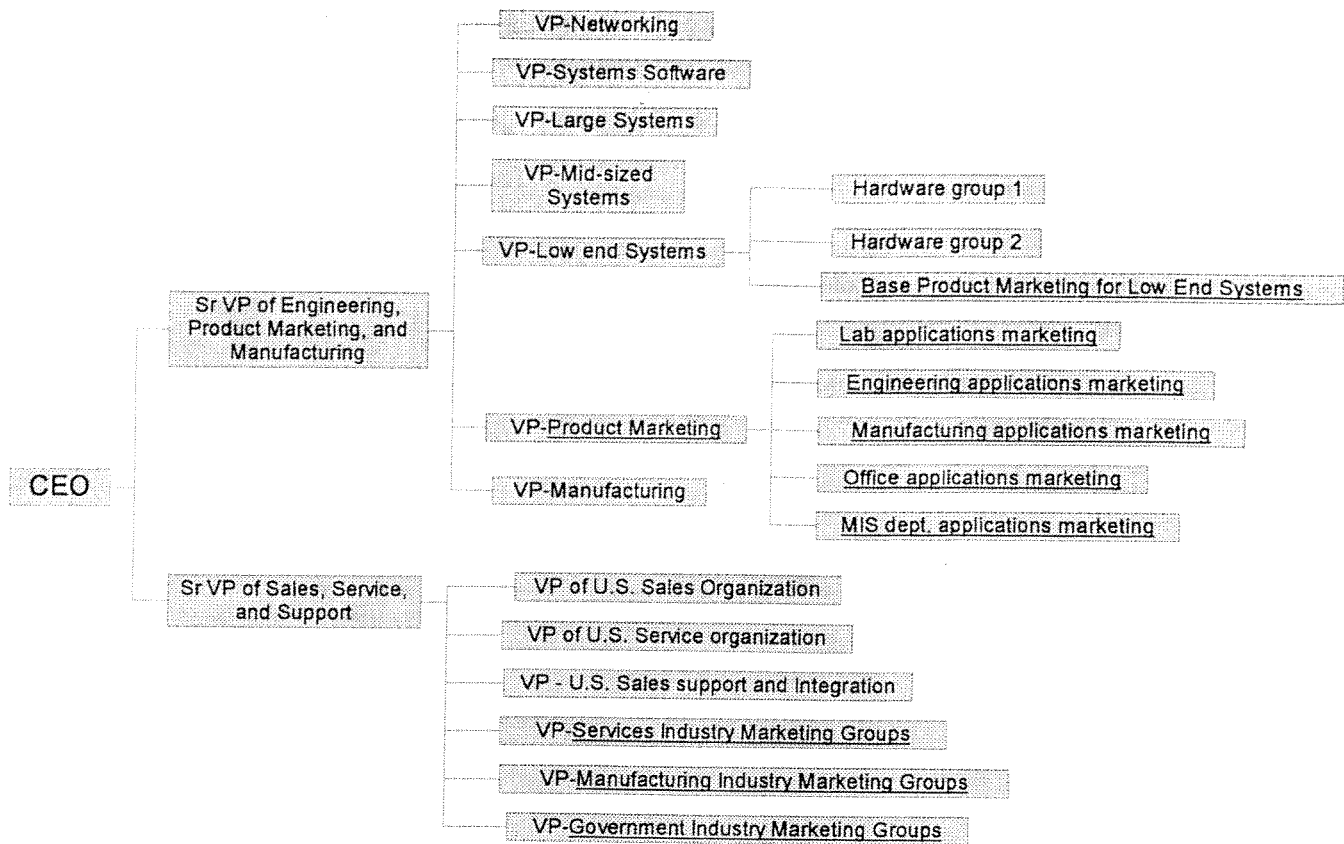 VP-Networking
VP-Systems Software
VP-Large Systems
VP-Mid-sized
Systems
VP-Low end Systems
Hardware group 1
Hardware group 2
Base Product Marketing for Low End Systems
Sr VP of Engineering,
Product Marketing, and
Manufacturing
Lab applications marketing
Engineering applications marketing
VP-Product Marketing
Manufacturing applications marketing
CEO
VP-Manufacturing
Office applications marketing
MIS dept. applications marketing
Sr VP of Sales, Service,
and Support
VP of U.S. Sales Organization
VP of U.S. Service organization
VP - U.S. Sales support and Integration
VP-Services Industry Marketing Groups
VP-Manufacturing Industry Marketing Groups
VP-Government Industry Marketing Groups